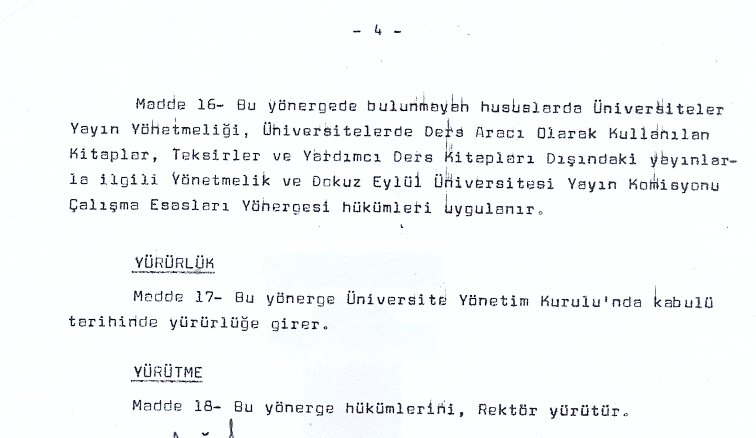 - 4 -
Madde 16- Bu yönergede bulunmayan hususlarda Üniversiteler
Yayın Yönetmeliği, Üniversitelerde Ders Aracı Olarak Kullanılan
Kitaplar, Teksirler ve Yardımcı Ders Kitapları Dışındaki yayınlar-
la ilgili Yönetmelik ve Dokuz Eylül Üniversitesi Yayın Komisyonu
Çalışma Esasları Yönergesi hükümleri uygulanır.
YÜRÜRLÜK
Madde 17- Bu yönerge Üniversite Yönetim Kurulu'nda kabulü
tarihinde yürürlüğe girer.
YÜRÜTME
Madde 18- Bu yönerge hükümlerini, Rektör yürütür.